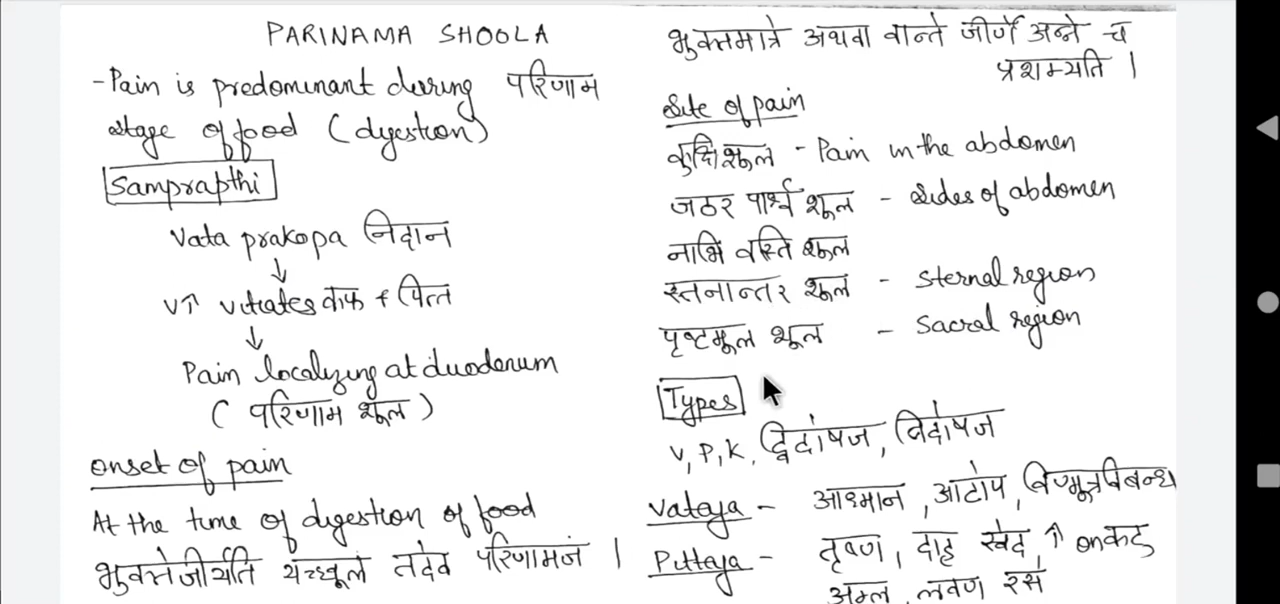 PARINAMA SHOOLA
- Pain is predominant during परिणाम
stage of food (digestion)
Samprapthi
Vata prakopa निदान
↓
V↑ vitiates कफ + पित्त
↓
Pain localizing at duodenum
( परिणाम शूल )
onset of pain
At the time of digestion of food
भुक्तेजीर्यति यच्छूलं तदेव परिणामजं ।
भुक्तमात्रे अथवा वान्ते जीर्णे अन्ने च
प्रशम्यति ।
Site of pain
कुक्षि शूल - Pain in the abdomen
जठर पार्श्व शूल - sides of abdomen
नाभि वस्ति शूल
स्तनान्तर शूल - sternal region
पृष्टमूल शूल - sacral region
Types
V, P, K, द्विदोषज, त्रिदोषज
Vataja - आध्मान, आटोप, विण्मूत्रविबन्ध
Pittaja - तृष्ण, दाह स्वेद, ↑ on कटु
अम्ल, लवण रस